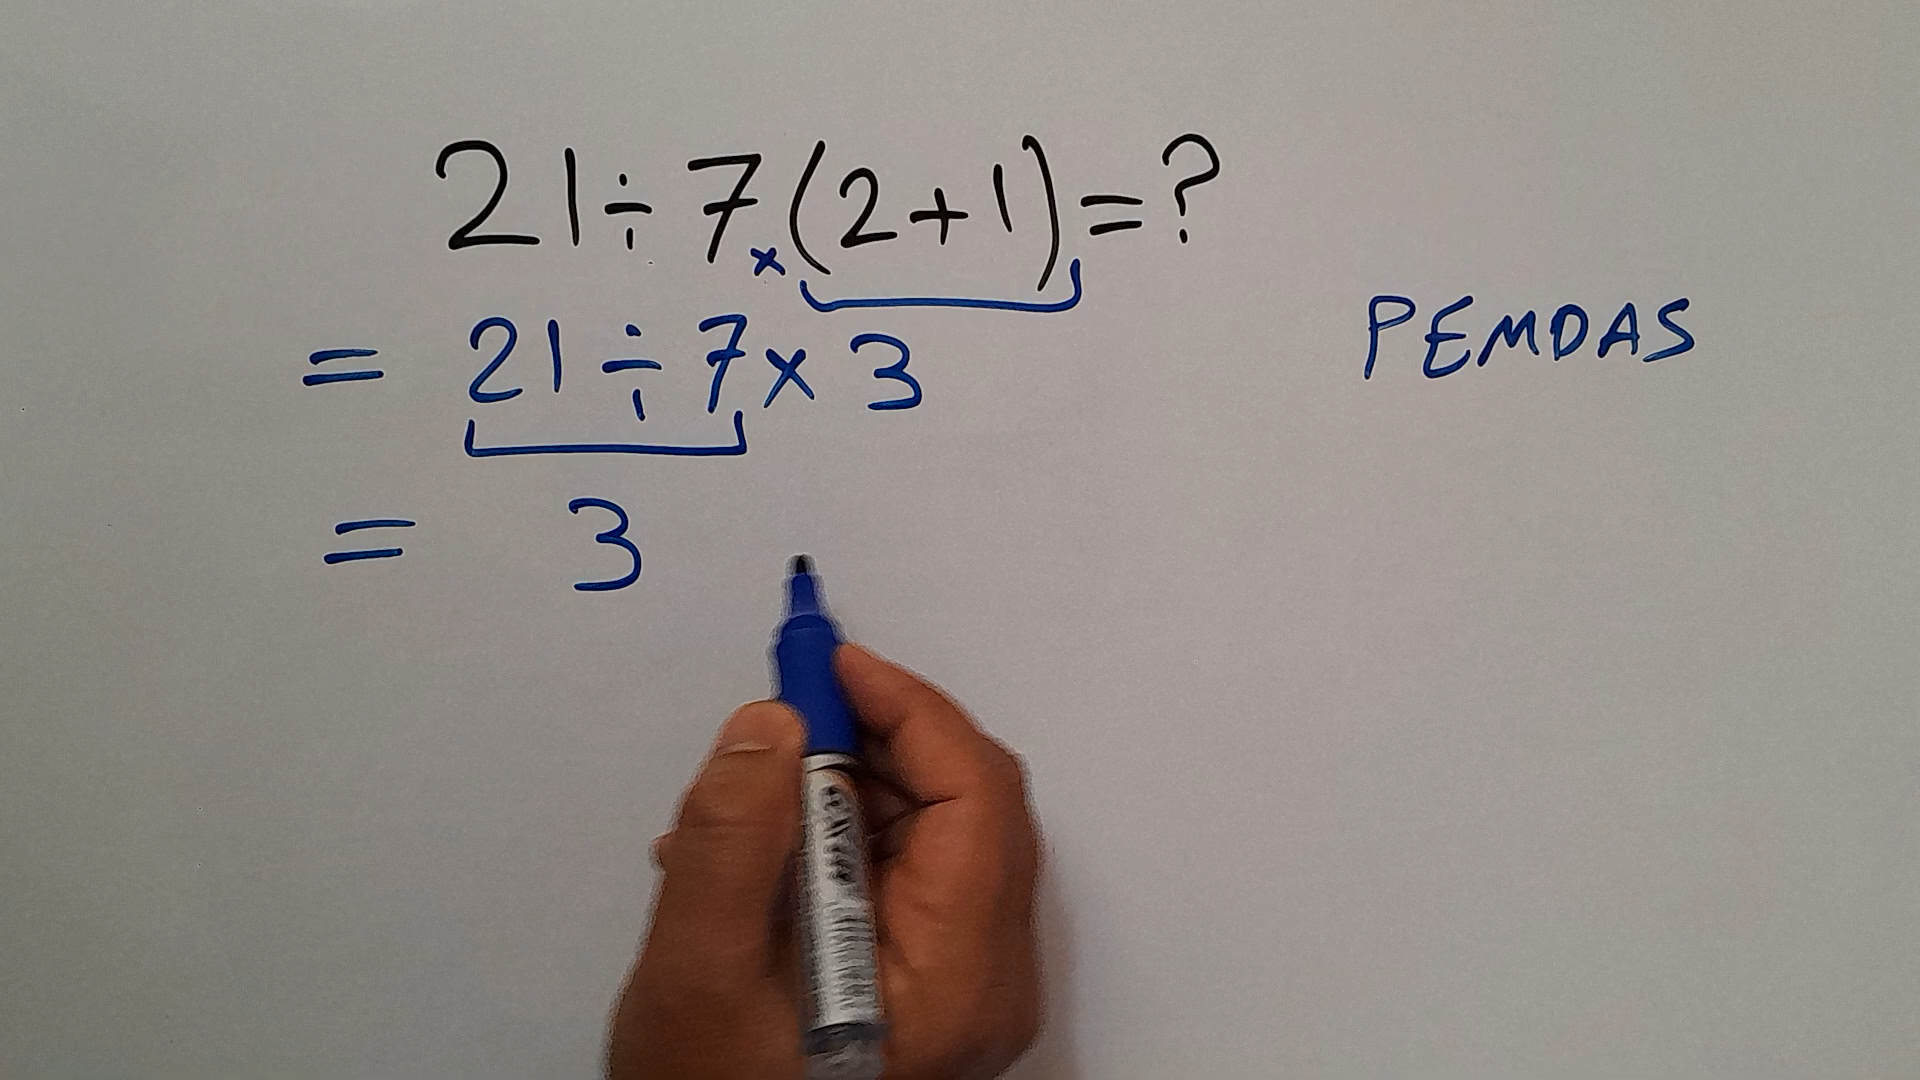 21÷7×(2+1)=?
= 21÷7×3
PEMDAS
= 3